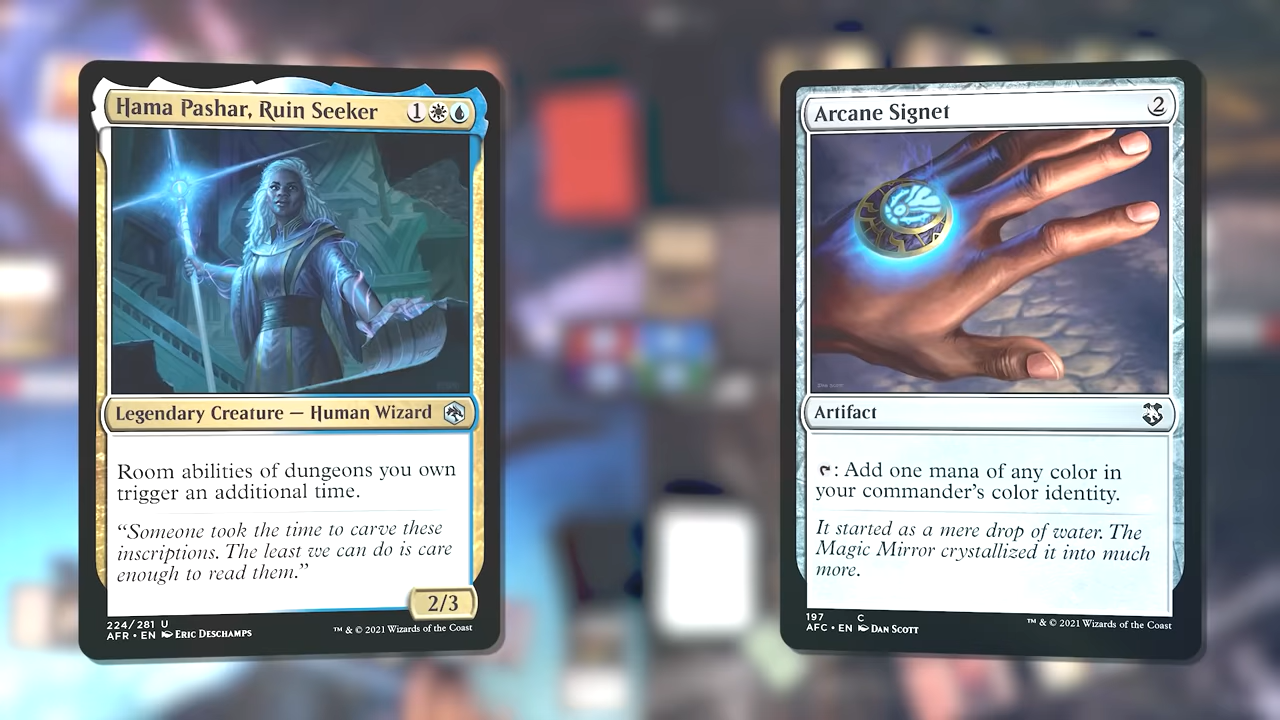 Hama Pashar, Ruin Seeker 1
Legendary Creature — Human Wizard
Room abilities of dungeons you own
trigger an additional time.
“Someone took the time to carve these
inscriptions. The least we can do is care
enough to read them.”
2/3
224/281 U
AFR • EN Eric Deschamps
™ & © 2021 Wizards of the Coast
Arcane Signet 2
Artifact
: Add one mana of any color in
your commander’s color identity.
It started as a mere drop of water. The
Magic Mirror crystallized it into much
more.
197 C
AFC • EN Dan Scott
™ & © 2021 Wizards of the Coast